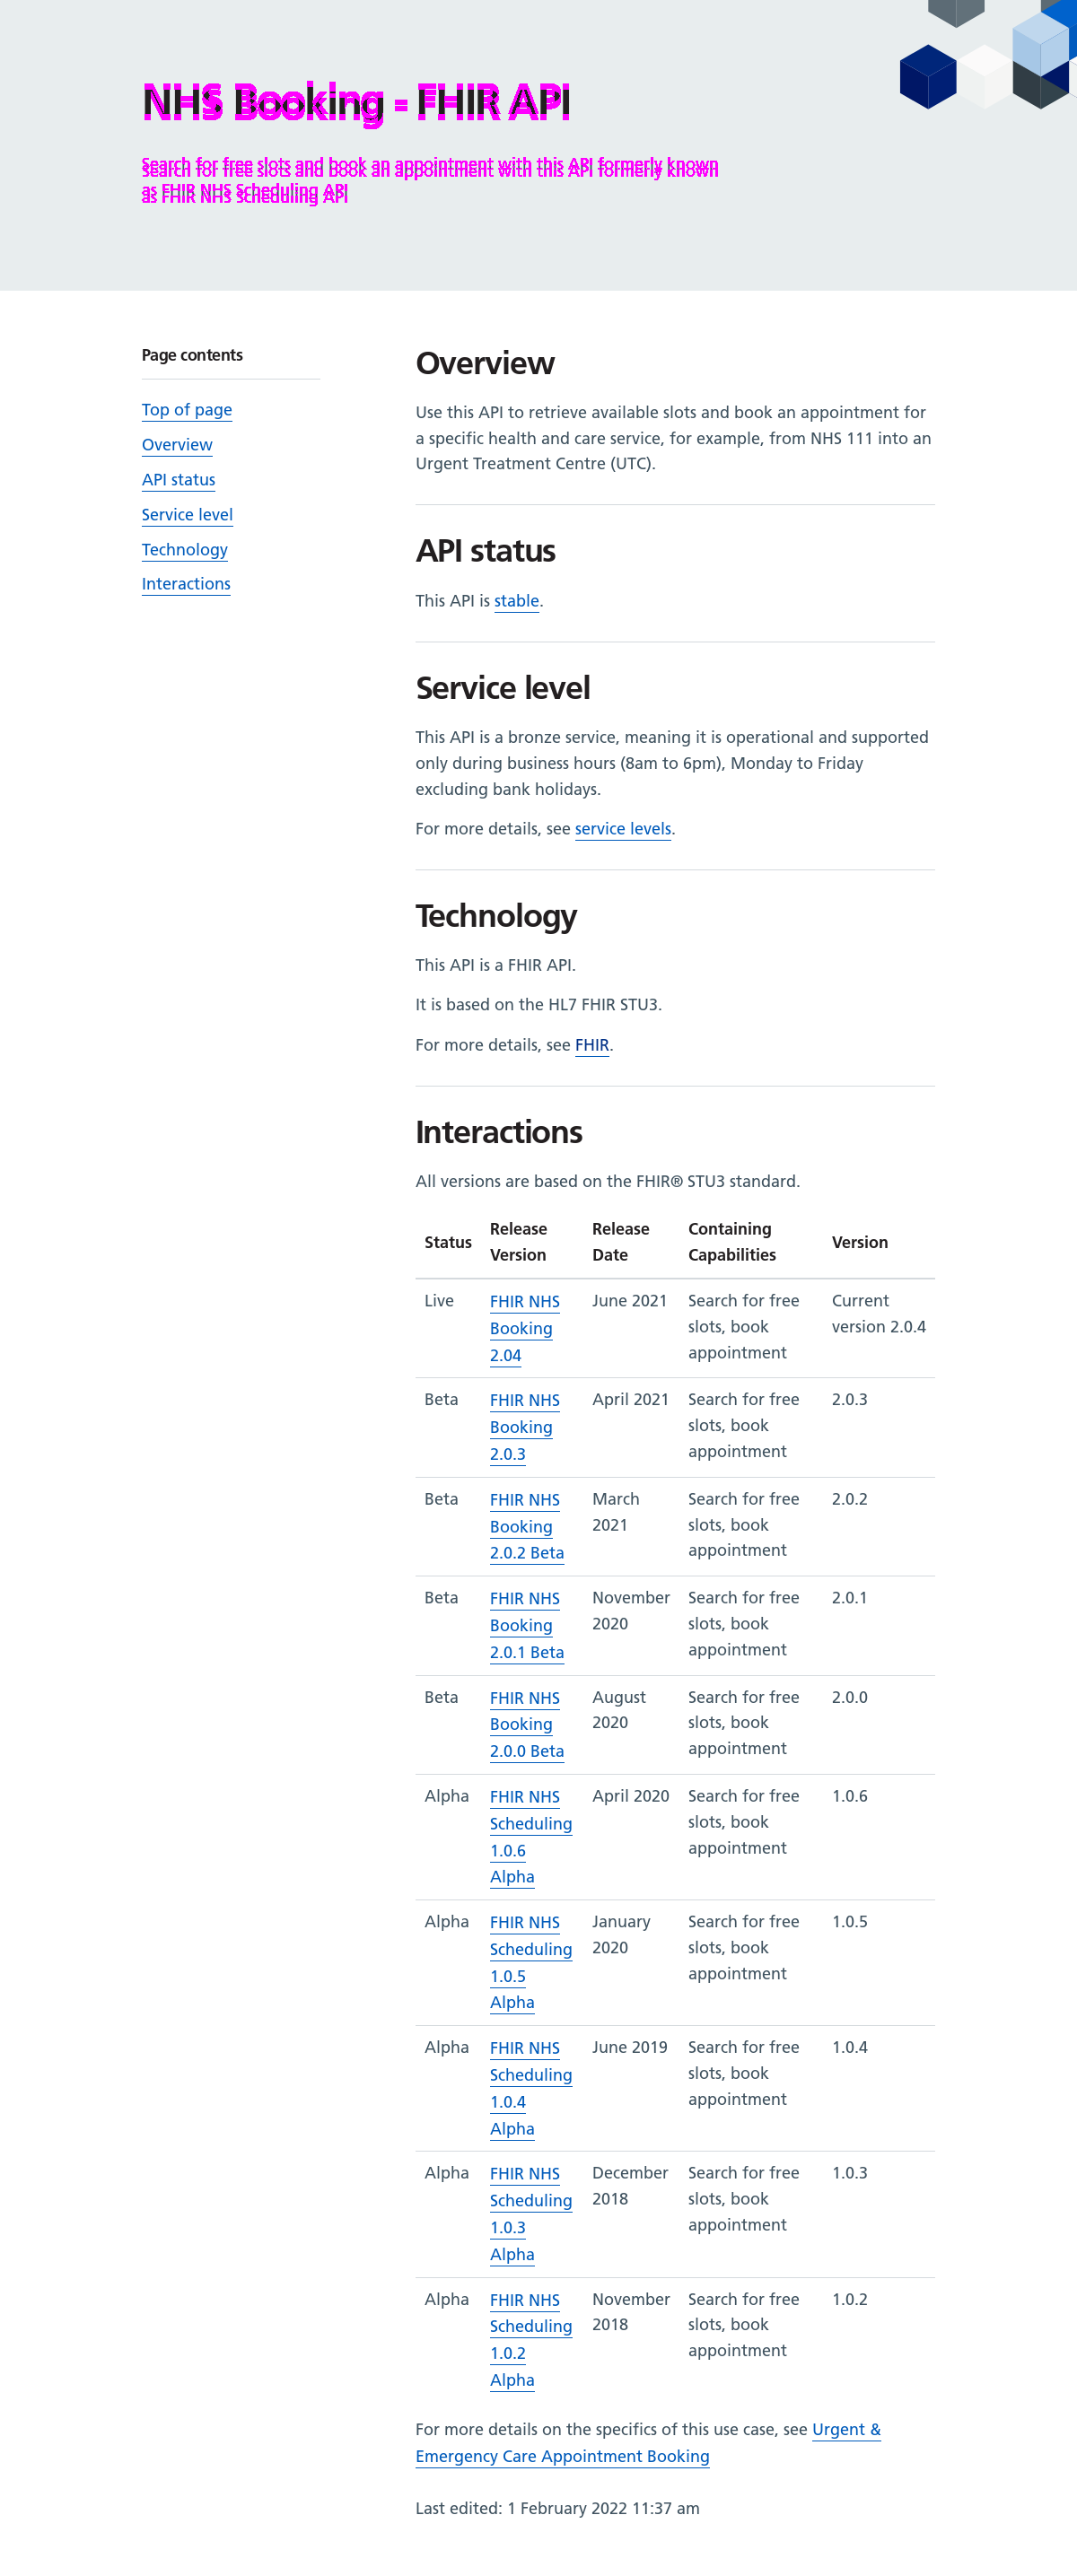 NHS Booking - FHIR API
Search for free slots and book an appointment with this API formerly known
as FHIR NHS Scheduling API
Page contents
Top of page
Overview
API status
Service level
Technology
Interactions
Overview
Use this API to retrieve available slots and book an appointment for
a specific health and care service, for example, from NHS 111 into an
Urgent Treatment Centre (UTC).
API status
This API is stable.
Service level
This API is a bronze service, meaning it is operational and supported
only during business hours (8am to 6pm), Monday to Friday
excluding bank holidays.
For more details, see service levels.
Technology
This API is a FHIR API.
It is based on the HL7 FHIR STU3.
For more details, see FHIR.
Interactions
All versions are based on the FHIR® STU3 standard.
Status Release Version Release Date Containing Capabilities Version
Live FHIR NHS Booking 2.04 June 2021 Search for free slots, book appointment Current version 2.0.4
Beta FHIR NHS Booking 2.0.3 April 2021 Search for free slots, book appointment 2.0.3
Beta FHIR NHS Booking 2.0.2 Beta March 2021 Search for free slots, book appointment 2.0.2
Beta FHIR NHS Booking 2.0.1 Beta November 2020 Search for free slots, book appointment 2.0.1
Beta FHIR NHS Booking 2.0.0 Beta August 2020 Search for free slots, book appointment 2.0.0
Alpha FHIR NHS Scheduling 1.0.6 Alpha April 2020 Search for free slots, book appointment 1.0.6
Alpha FHIR NHS Scheduling 1.0.5 Alpha January 2020 Search for free slots, book appointment 1.0.5
Alpha FHIR NHS Scheduling 1.0.4 Alpha June 2019 Search for free slots, book appointment 1.0.4
Alpha FHIR NHS Scheduling 1.0.3 Alpha December 2018 Search for free slots, book appointment 1.0.3
Alpha FHIR NHS Scheduling 1.0.2 Alpha November 2018 Search for free slots, book appointment 1.0.2
For more details on the specifics of this use case, see Urgent &
Emergency Care Appointment Booking
Last edited: 1 February 2022 11:37 am